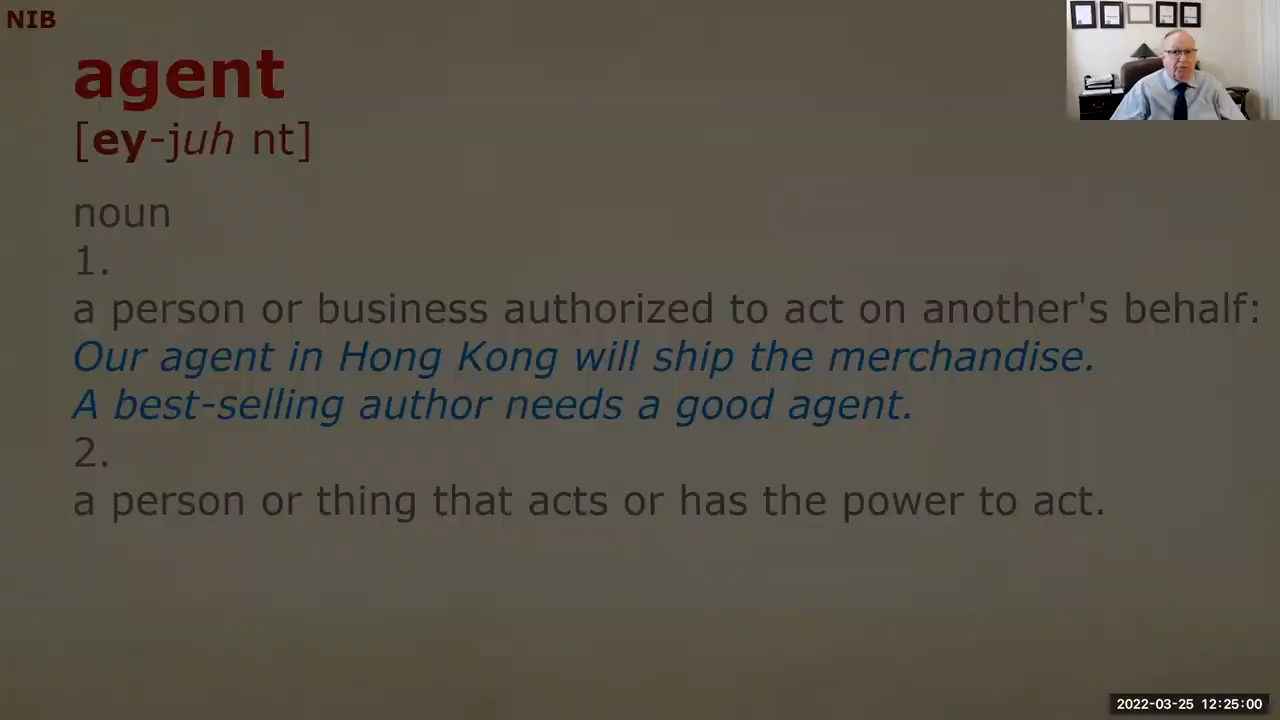 NIB
agent
[ey-juh nt]
noun
1.
a person or business authorized to act on another's behalf:
Our agent in Hong Kong will ship the merchandise.
A best-selling author needs a good agent.
2.
a person or thing that acts or has the power to act.
2022-03-25 12:25:00